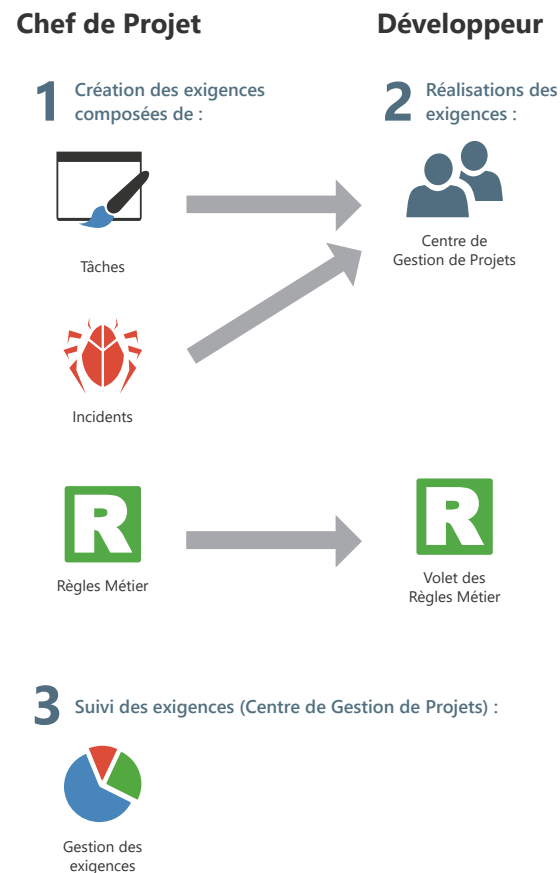 Chef de Projet
Développeur
1
Création des exigences
composées de :
2
Réalisations des
exigences :
Tâches
Centre de
Gestion de Projets
Incidents
R
Règles Métier
R
Volet des
Règles Métier
3
Suivi des exigences (Centre de Gestion de Projets) :
Gestion des
exigences